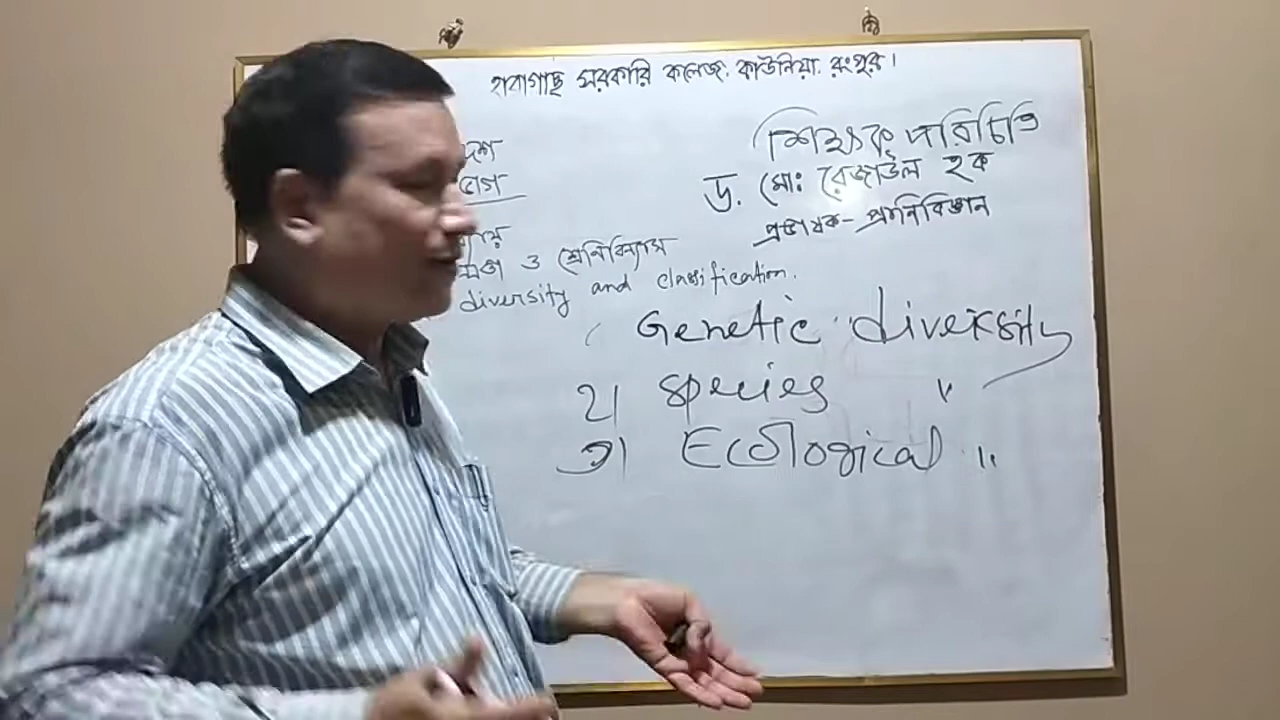 হারাগাছ সরকারি কলেজ, কাউনিয়া, রংপুর।
শিক্ষক পরিচিতি
ড. মোঃ রেজাউল হক
প্রভাষক- প্রাণিবিজ্ঞান
ও শ্রেণিবিন্যাস
diversity and classification.
Genetic diversity
২। species "
৩। Ecological "